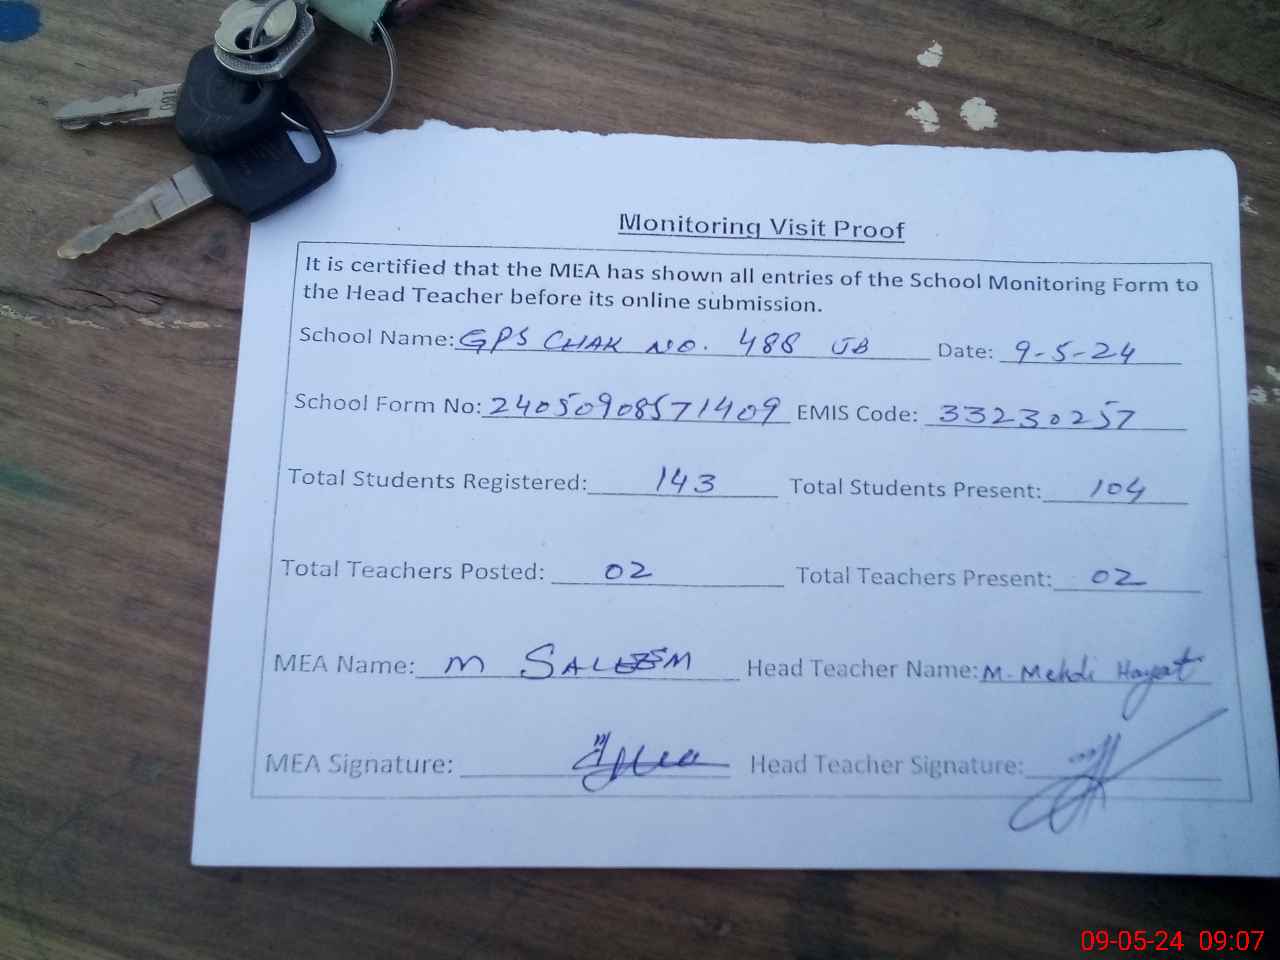 Monitoring Visit Proof
It is certified that the MEA has shown all entries of the School Monitoring Form to
the Head Teacher before its online submission.
School Name: GPS CHAK NO. 488 JB Date: 9-5-24
School Form No: 24050908571409 EMIS Code: 33230257
Total Students Registered: 143 Total Students Present: 104
Total Teachers Posted: 02 Total Teachers Present: 02
MEA Name: M SALEEM Head Teacher Name: M. Mehdi Hayat
MEA Signature: Head Teacher Signature:
09-05-24 09:07